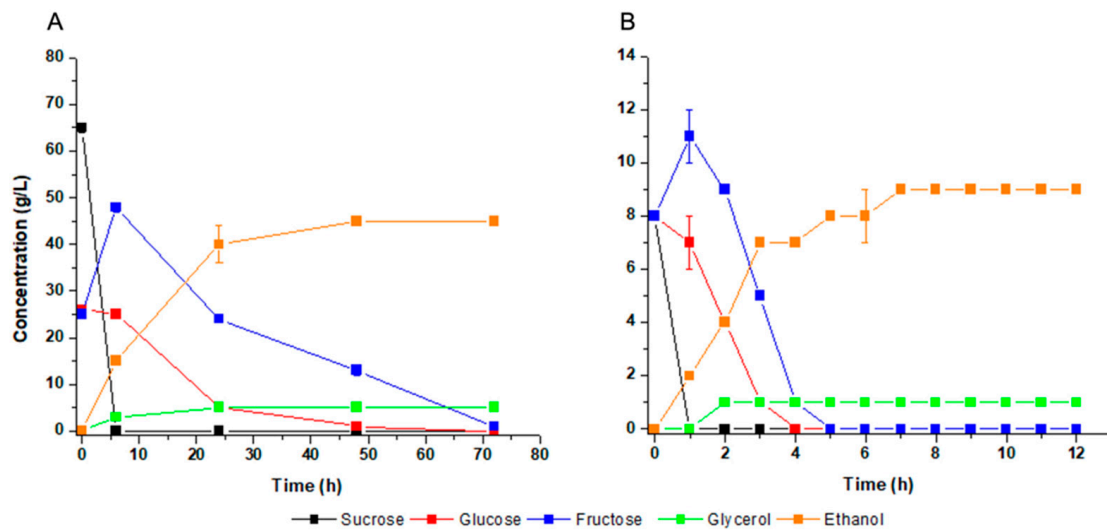 A
B
80
70
60
50
40
30
20
10
0
Concentration (g/L)
0 10 20 30 40 50 60 70 80
Time (h)
14
12
10
8
6
4
2
0
0 2 4 6 8 10 12
Time (h)
Sucrose Glucose Fructose Glycerol Ethanol